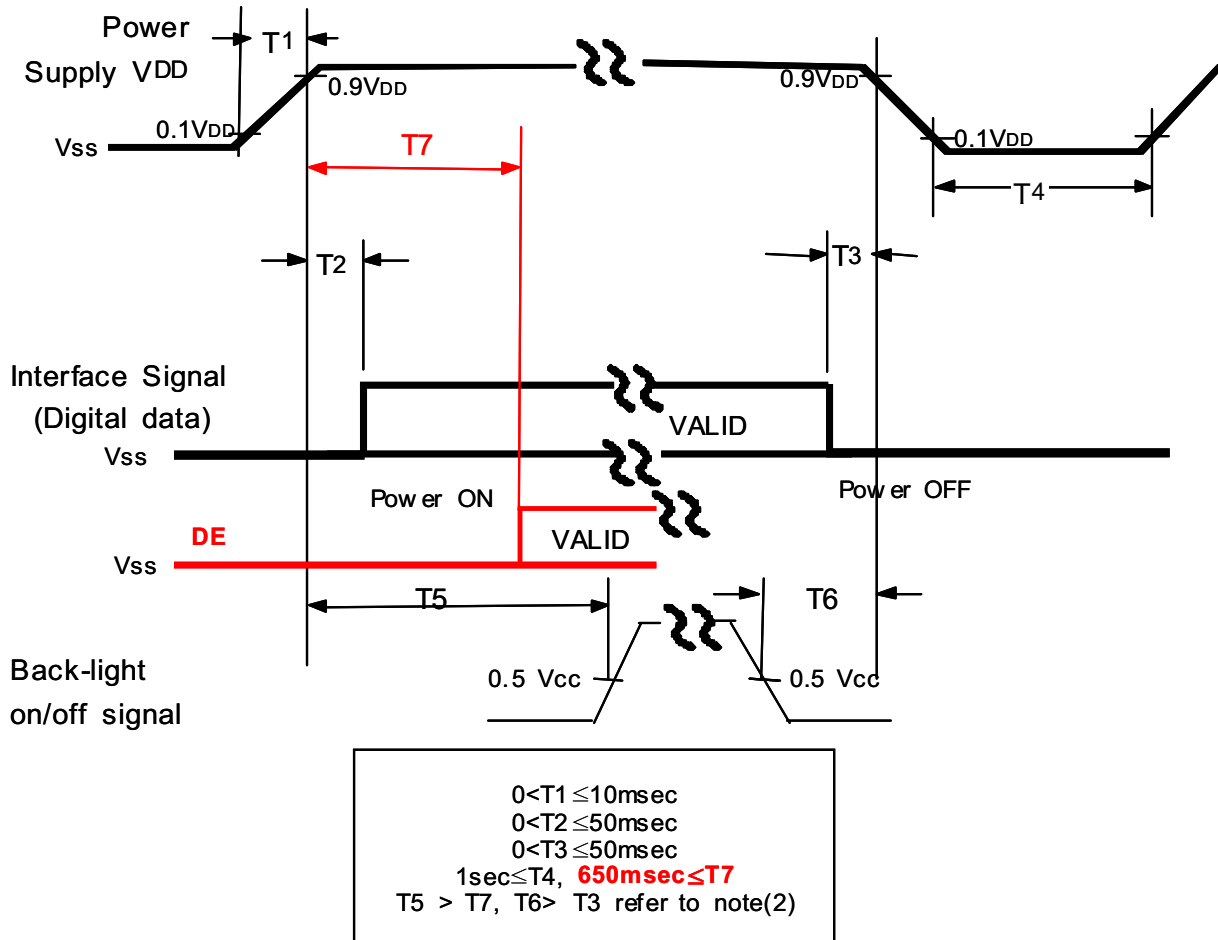 Power
Supply VDD
T1
0.9VDD
0.9VDD
0.1VDD
0.1VDD
Vss
T7
T4
T2
T3
Interface Signal
(Digital data)
VALID
Vss
Power ON
Power OFF
DE
VALID
Vss
T5
T6
Back-light
on/off signal
0.5 Vcc
0.5 Vcc
0<T1≤10msec
0<T2≤50msec
0<T3≤50msec
1sec≤T4, 650msec≤T7
T5 > T7, T6> T3 refer to note(2)